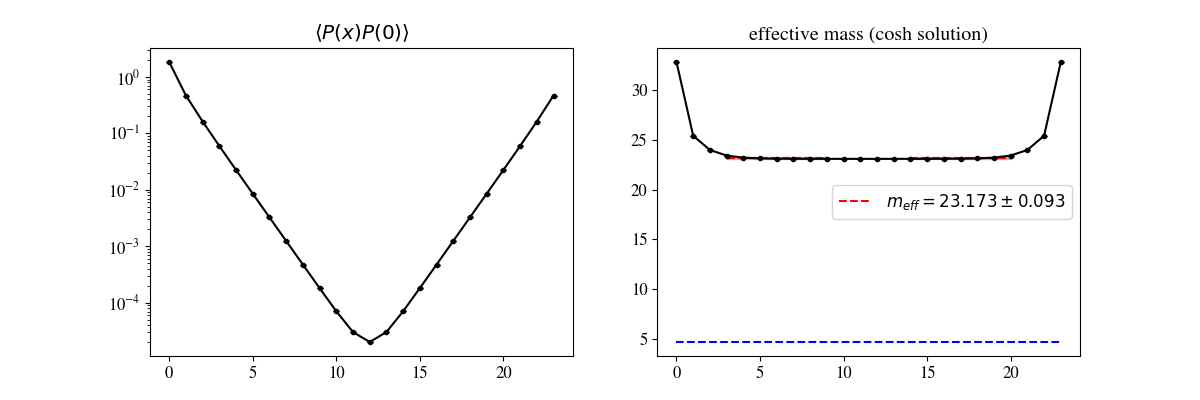 ⟨P(x)P(0)⟩
10⁰
10⁻¹
10⁻²
10⁻³
10⁻⁴
0 5 10 15 20
effective mass (cosh solution)
30
25
20
15
10
5
m_eff = 23.173 ± 0.093
0 5 10 15 20